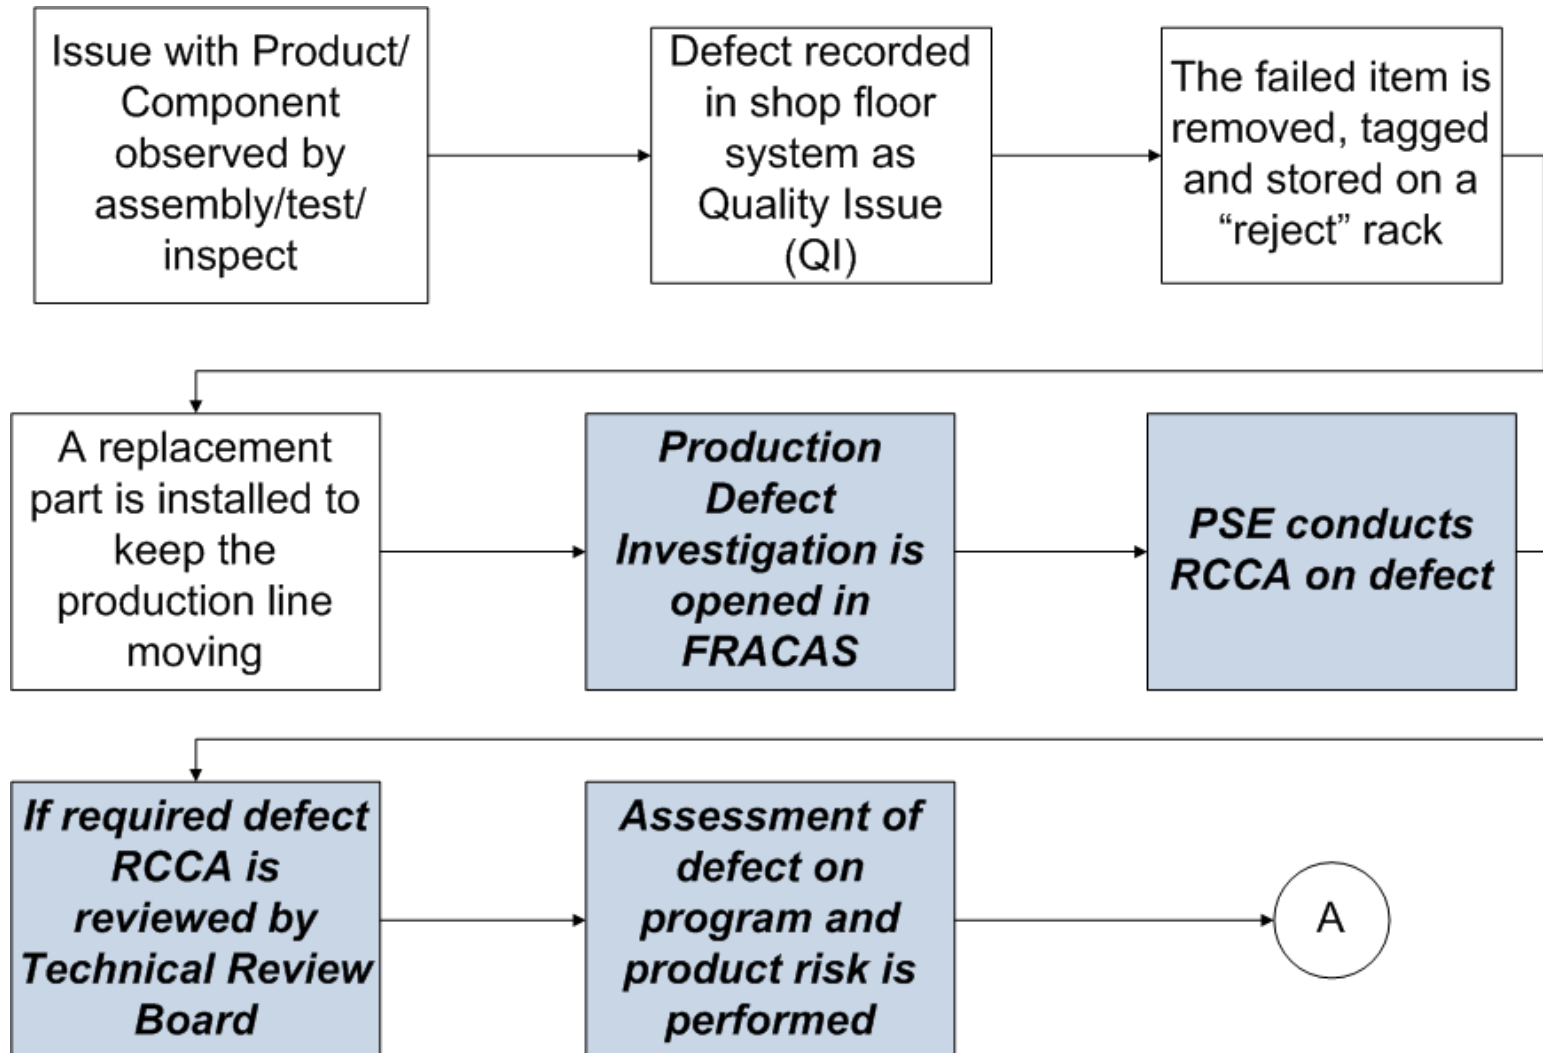 Issue with Product/
Component
observed by
assembly/test/
inspect
Defect recorded
in shop floor
system as
Quality Issue
(QI)
The failed item is
removed, tagged
and stored on a
“reject” rack
A replacement
part is installed to
keep the
production line
moving
Production
Defect
Investigation is
opened in
FRACAS
PSE conducts
RCCA on defect
If required defect
RCCA is
reviewed by
Technical Review
Board
Assessment of
defect on
program and
product risk is
performed
A